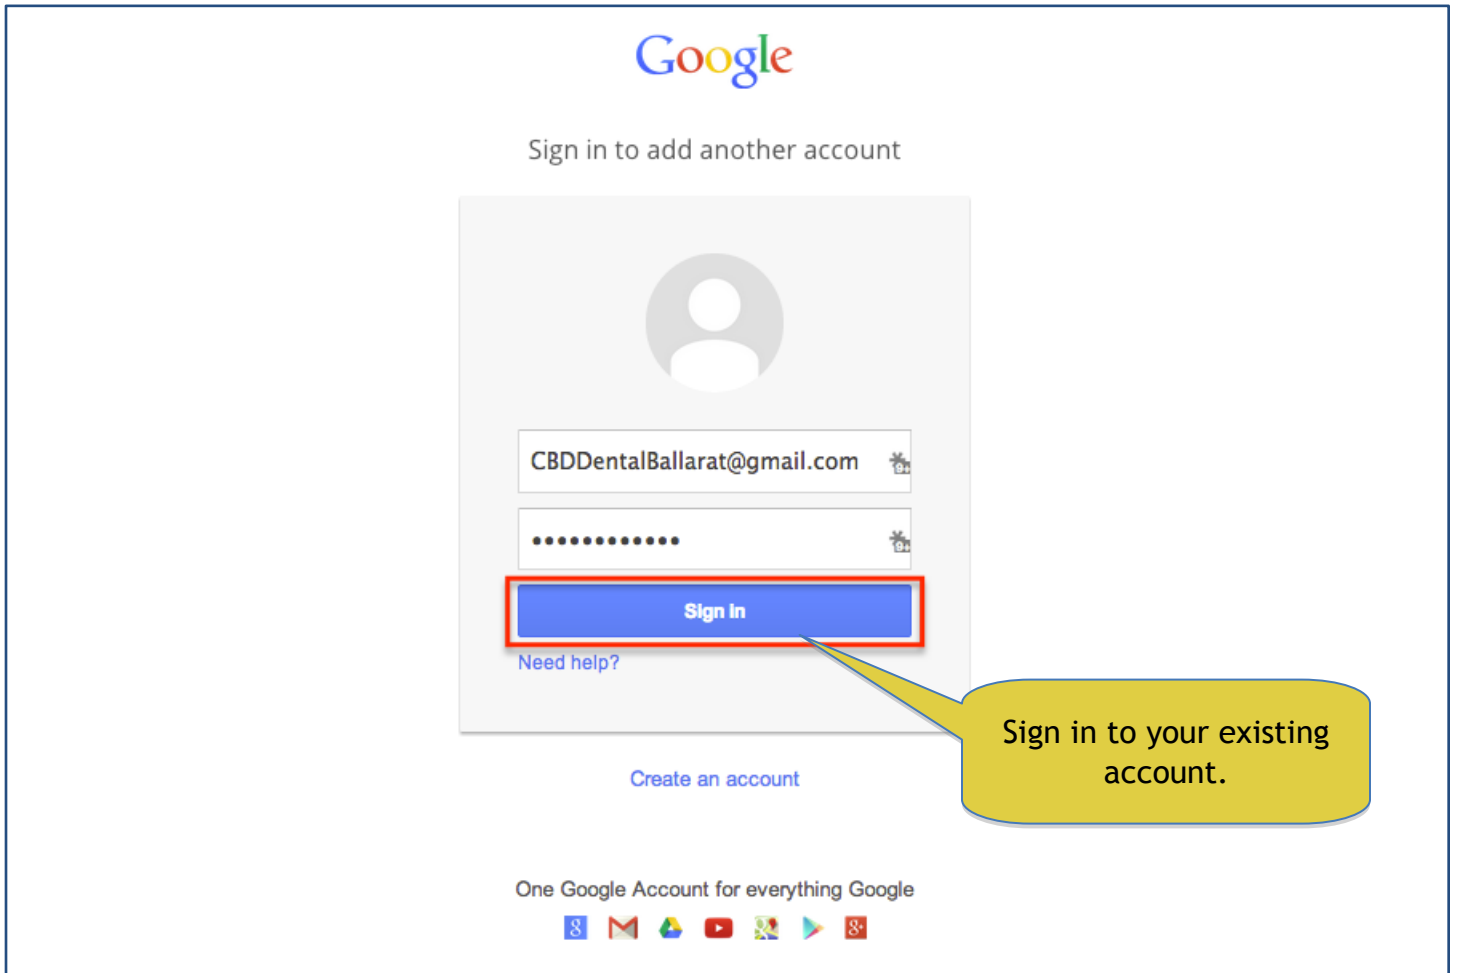 Google
Sign in to add another account
CBDDentalBallarat@gmail.com
••••••••••••
Sign in
Need help?
Sign in to your existing
account.
Create an account
One Google Account for everything Google